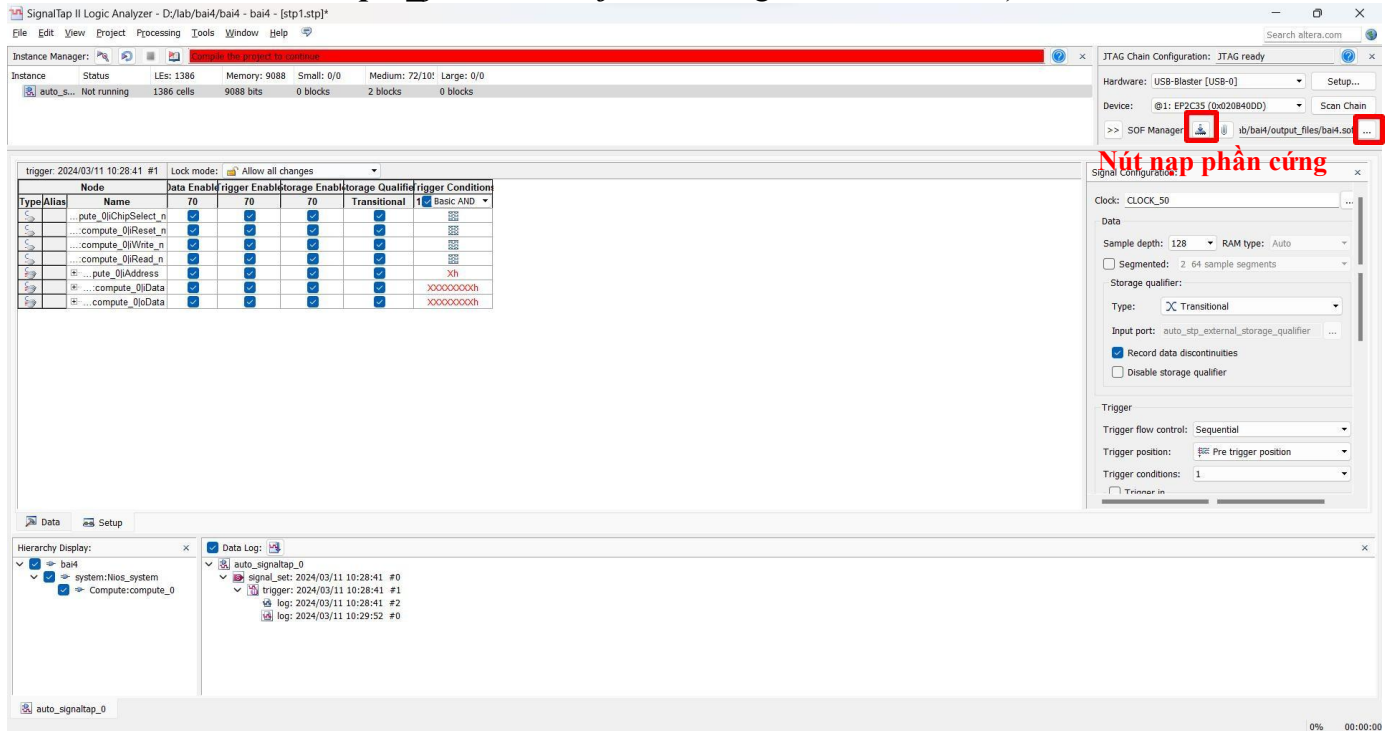 SignalTap II Logic Analyzer - D:/lab/bai4/bai4 - bai4 - [stp1.stp]*
File Edit View Project Processing Tools Window Help
Search altera.com
Instance Manager:
Compile the project to continue
JTAG Chain Configuration: JTAG ready
Instance Status LEs: 1386 Memory: 9088 Small: 0/0 Medium: 72/10! Large: 0/0
auto_s... Not running 1386 cells 9088 bits 0 blocks 2 blocks 0 blocks
Hardware: USB-Blaster [USB-0] Setup...
Device: @1: EP2C35 (0x020B40DD) Scan Chain
>> SOF Manager ab/bai4/output_files/bai4.sof ...
Nút nạp phần cứng
trigger: 2024/03/11 10:28:41 #1 Lock mode: Allow all changes
Node Data Enable Trigger Enable Storage Enable Storage Qualifier Trigger Conditions
Type Alias Name 70 70 70 Transitional 1 Basic AND
...pute_0|iChipSelect_n
...:compute_0|iReset_n
...:compute_0|iWrite_n
...:compute_0|iRead_n
...pute_0|iAddress Xh
...:compute_0|iData XXXXXXXXh
...compute_0|oData XXXXXXXXh
Signal Configuration:
Clock: CLOCK_50 ...
Data
Sample depth: 128 RAM type: Auto
Segmented: 2 64 sample segments
Storage qualifier:
Type: Transitional
Input port: auto_stp_external_storage_qualifier ...
Record data discontinuities
Disable storage qualifier
Trigger
Trigger flow control: Sequential
Trigger position: Pre trigger position
Trigger conditions: 1
Trigger in
Data Setup
Hierarchy Display:
bai4
system:Nios_system
Compute:compute_0
Data Log:
auto_signaltap_0
signal_set: 2024/03/11 10:28:41 #0
trigger: 2024/03/11 10:28:41 #1
log: 2024/03/11 10:28:41 #2
log: 2024/03/11 10:29:52 #0
auto_signaltap_0
0% 00:00:00